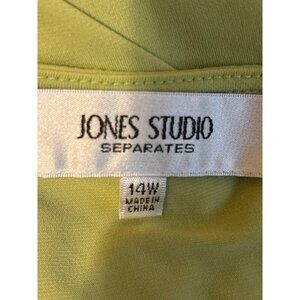 JONES STUDIO
SEPARATES
14W
MADE IN
CHINA